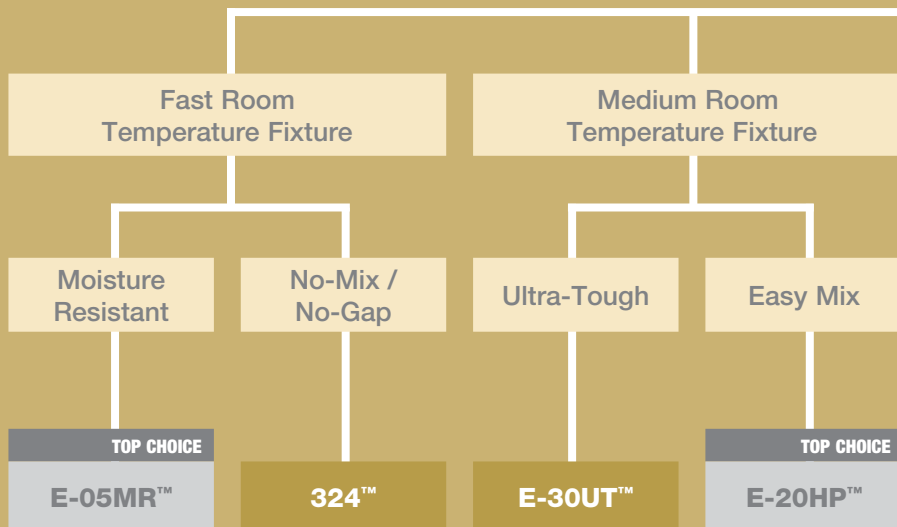 Fast Room
Temperature Fixture
Medium Room
Temperature Fixture
Moisture
Resistant
No-Mix /
No-Gap
Ultra-Tough
Easy Mix
TOP CHOICE
E-05MR™
324™
E-30UT™
TOP CHOICE
E-20HP™